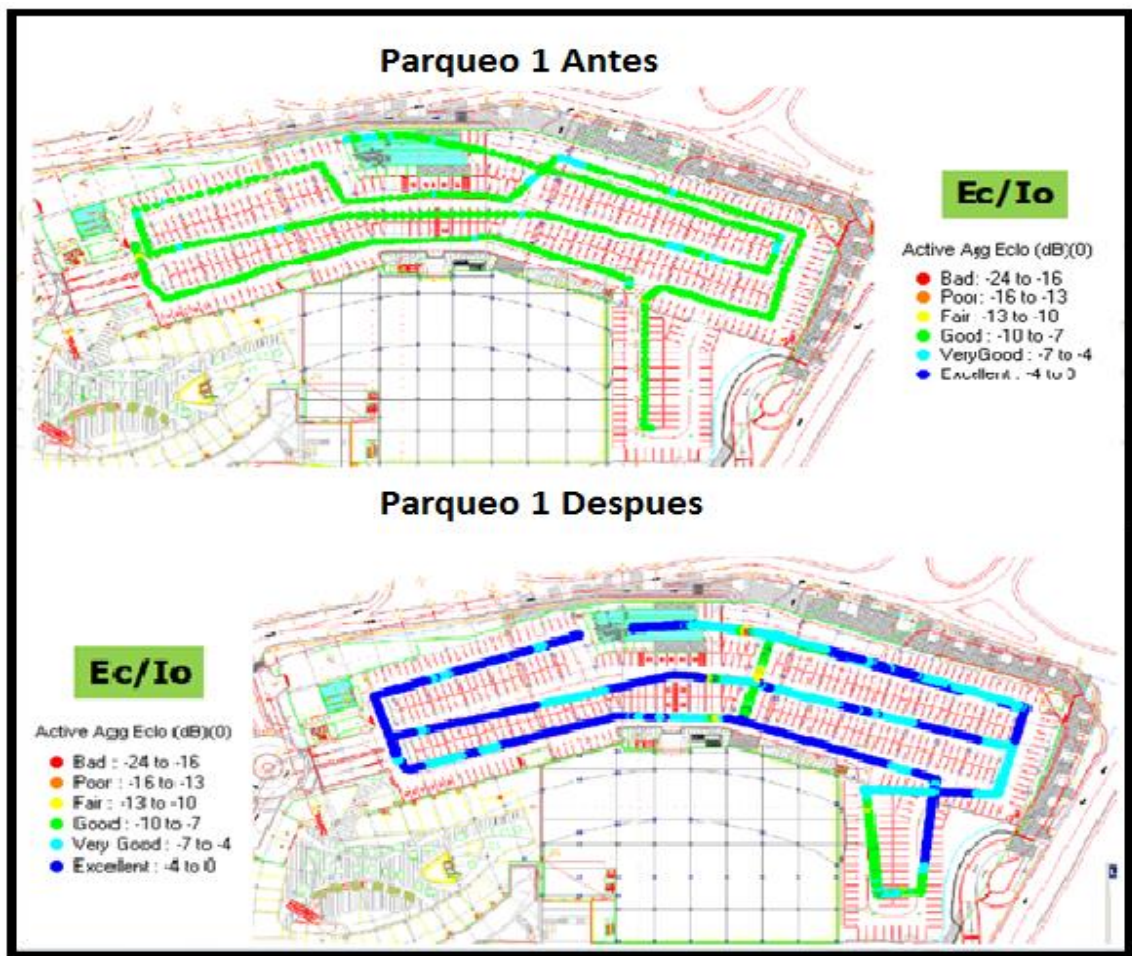 Parqueo 1 Antes
Ec/Io
Active Agg EcIo (dB)(0)
Bad: -24 to -16
Poor: -16 to -13
Fair: -13 to -10
Good : -10 to -7
VeryGood : -7 to -4
Excellent : -4 to 0
Parqueo 1 Despues
Ec/Io
Active Agg EcIo (dB)(0)
Bad : -24 to -16
Poor : -16 to -13
Fair : -13 to -10
Good : -10 to -7
Very Good : -7 to -4
Excellent : -4 to 0